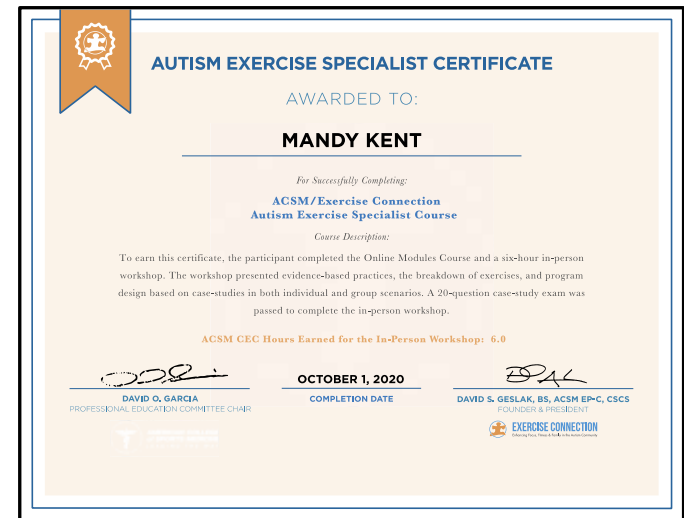 AUTISM EXERCISE SPECIALIST CERTIFICATE
AWARDED TO:
MANDY KENT
For Successfully Completing:
ACSM/Exercise Connection
Autism Exercise Specialist Course
Course Description:
To earn this certificate, the participant completed the Online Modules Course and a six-hour in-person
workshop. The workshop presented evidence-based practices, the breakdown of exercises, and program
design based on case-studies in both individual and group scenarios. A 20-question case-study exam was
passed to complete the in-person workshop.
ACSM CEC Hours Earned for the In-Person Workshop: 6.0
DAVID O. GARCIA
PROFESSIONAL EDUCATION COMMITTEE CHAIR
OCTOBER 1, 2020
COMPLETION DATE
DAVID S. GESLAK, BS, ACSM EP-C, CSCS
FOUNDER & PRESIDENT
EXERCISE CONNECTION